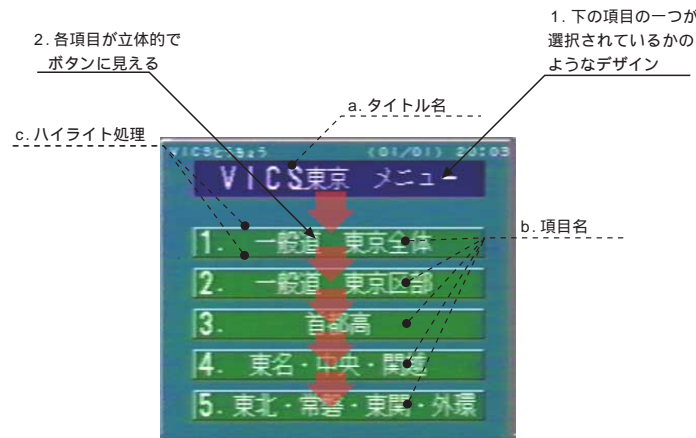 1. 下の項目の一つが
選択されているかの
ようなデザイン
2. 各項目が立体的で
ボタンに見える
a. タイトル名
c. ハイライト処理
(01/01) 20:03
VICS東京 メニュー
b. 項目名
1. 一般道 東京全体
2. 一般道 東京区部
3. 首都高
4. 東名・中央・関越
5. 東北・常磐・東関・外環